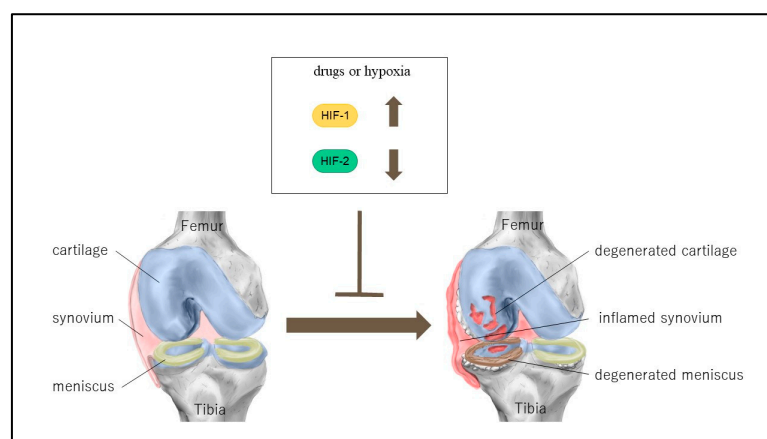 drugs or hypoxia
HIF-1
HIF-2
Femur
cartilage
synovium
meniscus
Tibia
Femur
degenerated cartilage
inflamed synovium
degenerated meniscus
Tibia